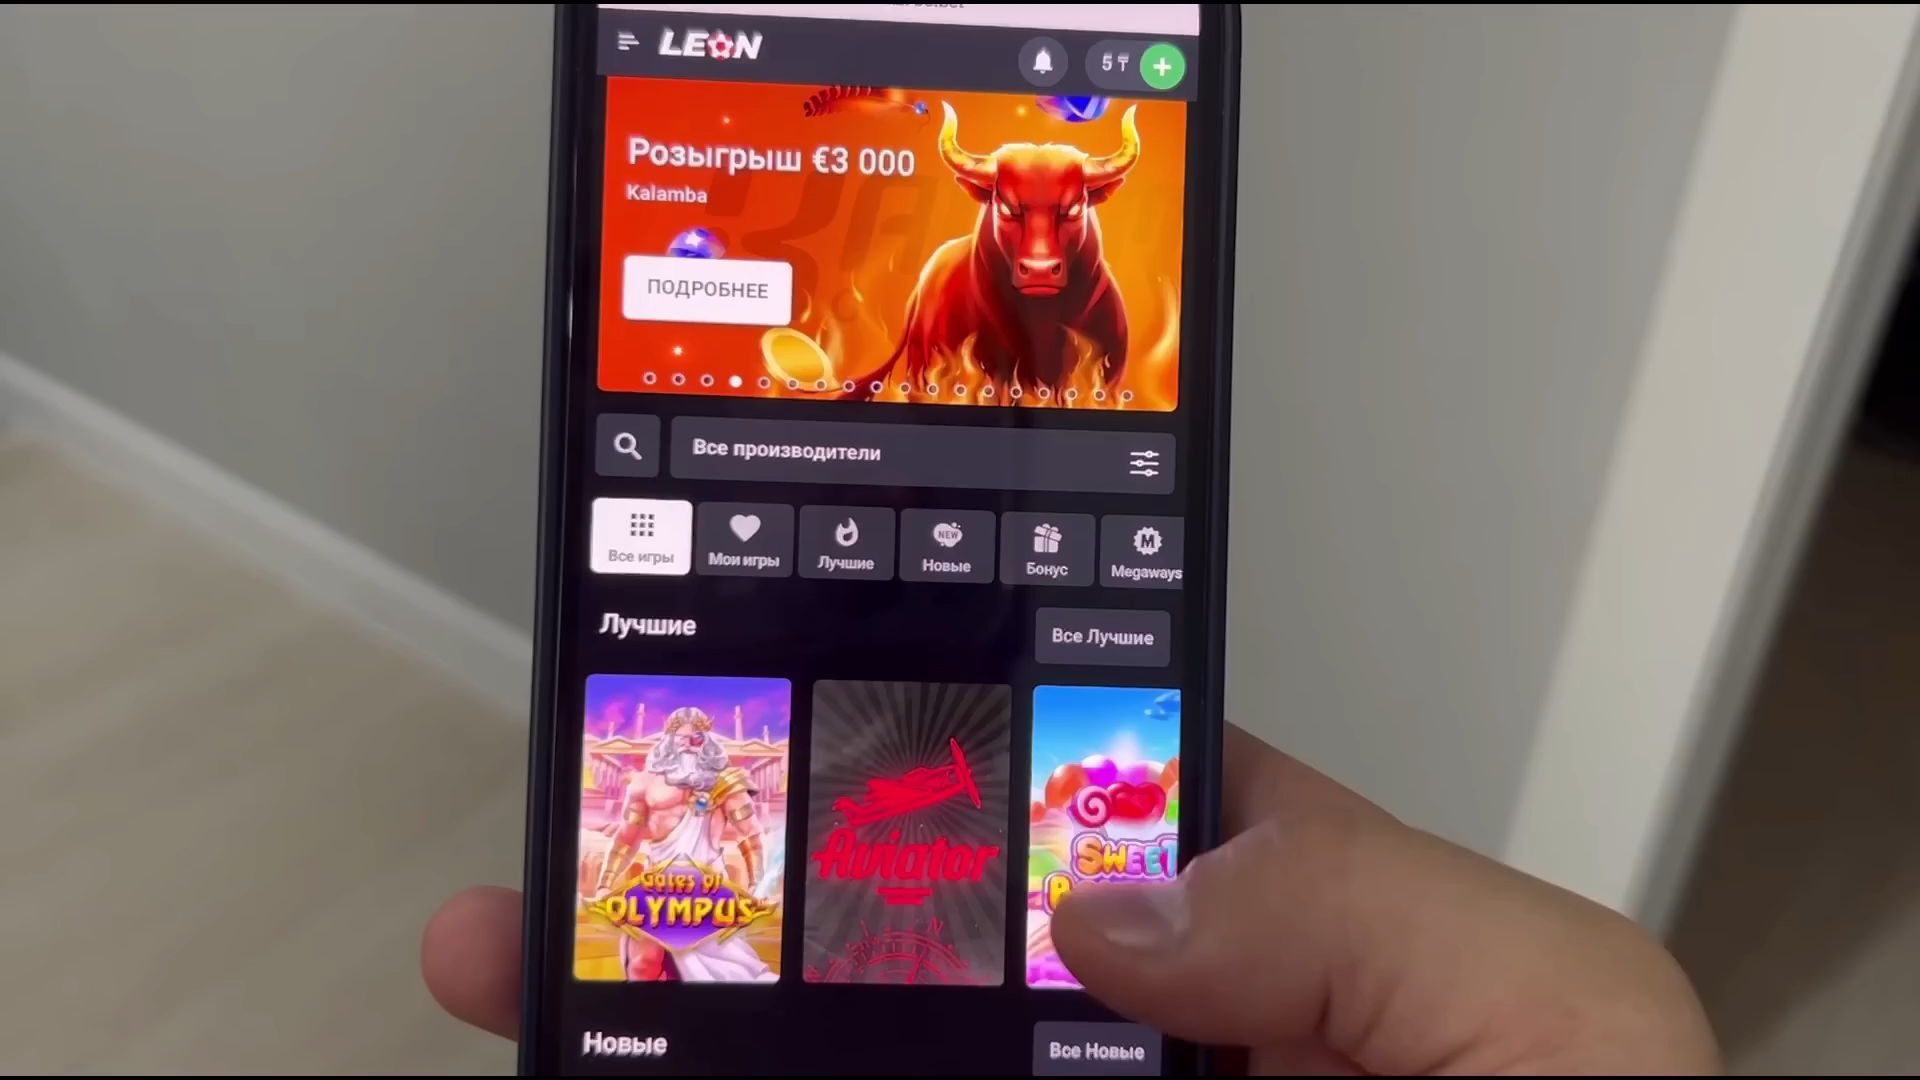 LEON
5 ₸
Розыгрыш €3 000
Kalamba
ПОДРОБНЕЕ
Все производители
Все игры
Мои игры
Лучшие
NEW
Новые
Бонус
M
Megaways
Лучшие
Все Лучшие
Gates of
OLYMPUS
Aviator
N
SWEET
Новые
Все Новые